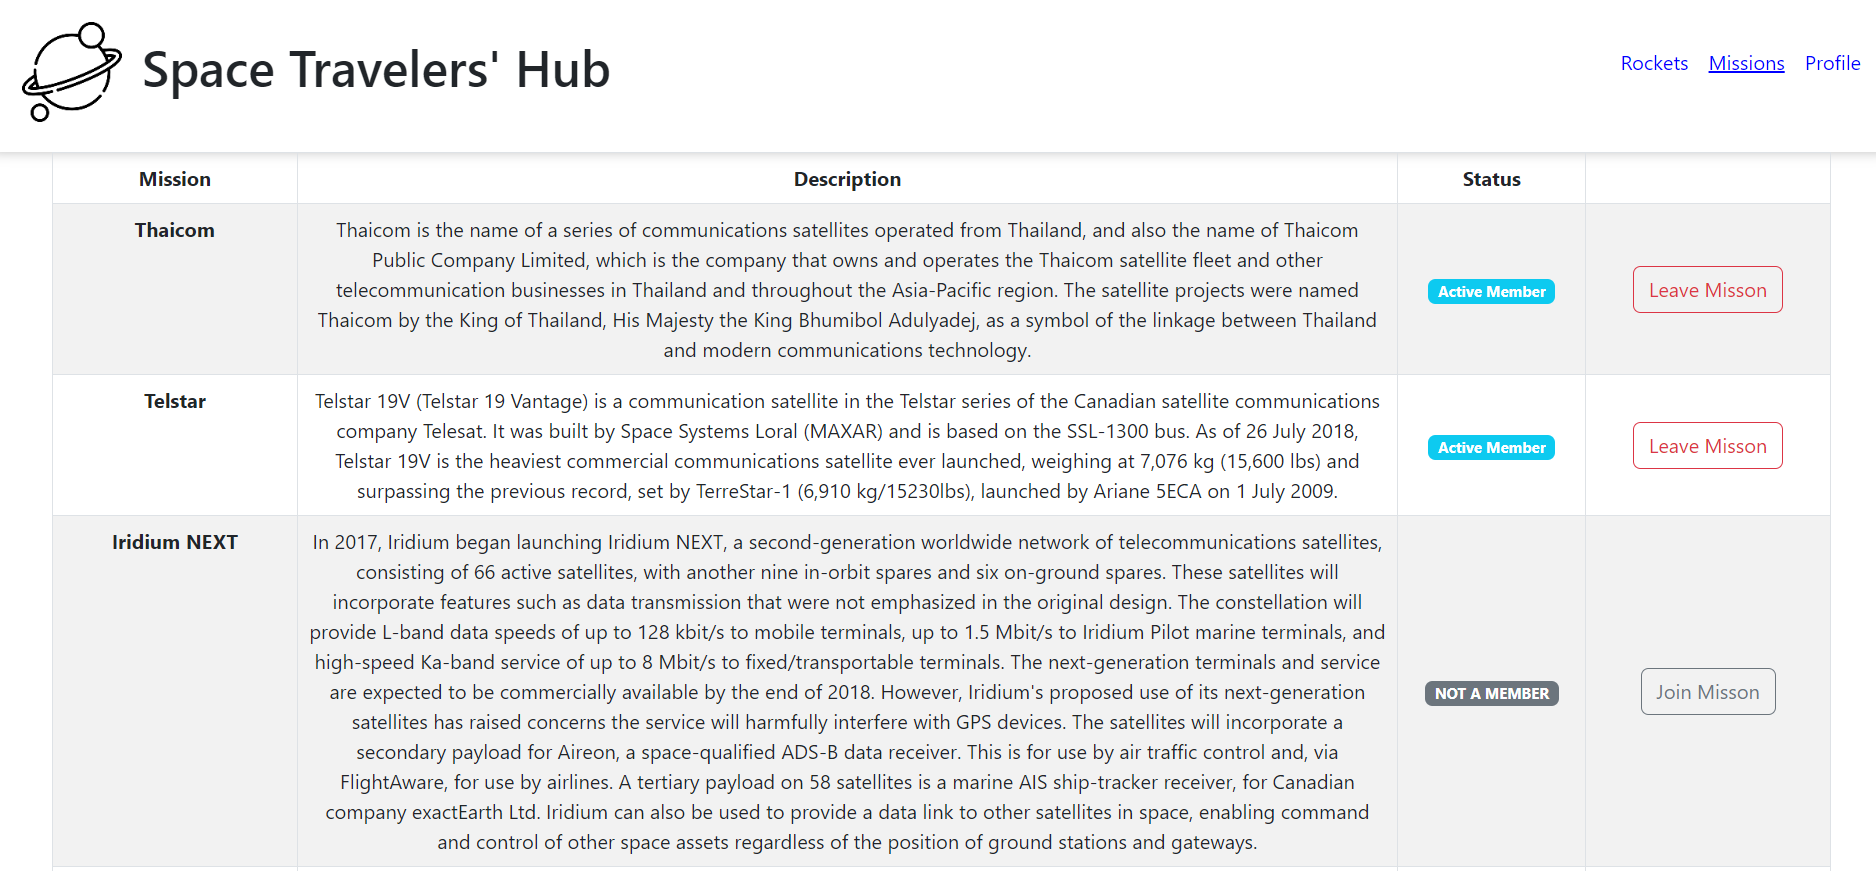 Space Travelers' Hub
Rockets Missions Profile
Mission Description Status
Thaicom
Thaicom is the name of a series of communications satellites operated from Thailand, and also the name of Thaicom
Public Company Limited, which is the company that owns and operates the Thaicom satellite fleet and other
telecommunication businesses in Thailand and throughout the Asia-Pacific region. The satellite projects were named
Thaicom by the King of Thailand, His Majesty the King Bhumibol Adulyadej, as a symbol of the linkage between Thailand
and modern communications technology.
Active Member
Leave Misson
Telstar
Telstar 19V (Telstar 19 Vantage) is a communication satellite in the Telstar series of the Canadian satellite communications
company Telesat. It was built by Space Systems Loral (MAXAR) and is based on the SSL-1300 bus. As of 26 July 2018,
Telstar 19V is the heaviest commercial communications satellite ever launched, weighing at 7,076 kg (15,600 lbs) and
surpassing the previous record, set by TerreStar-1 (6,910 kg/15230lbs), launched by Ariane 5ECA on 1 July 2009.
Active Member
Leave Misson
Iridium NEXT
In 2017, Iridium began launching Iridium NEXT, a second-generation worldwide network of telecommunications satellites,
consisting of 66 active satellites, with another nine in-orbit spares and six on-ground spares. These satellites will
incorporate features such as data transmission that were not emphasized in the original design. The constellation will
provide L-band data speeds of up to 128 kbit/s to mobile terminals, up to 1.5 Mbit/s to Iridium Pilot marine terminals, and
high-speed Ka-band service of up to 8 Mbit/s to fixed/transportable terminals. The next-generation terminals and service
are expected to be commercially available by the end of 2018. However, Iridium's proposed use of its next-generation
satellites has raised concerns the service will harmfully interfere with GPS devices. The satellites will incorporate a
secondary payload for Aireon, a space-qualified ADS-B data receiver. This is for use by air traffic control and, via
FlightAware, for use by airlines. A tertiary payload on 58 satellites is a marine AIS ship-tracker receiver, for Canadian
company exactEarth Ltd. Iridium can also be used to provide a data link to other satellites in space, enabling command
and control of other space assets regardless of the position of ground stations and gateways.
NOT A MEMBER
Join Misson